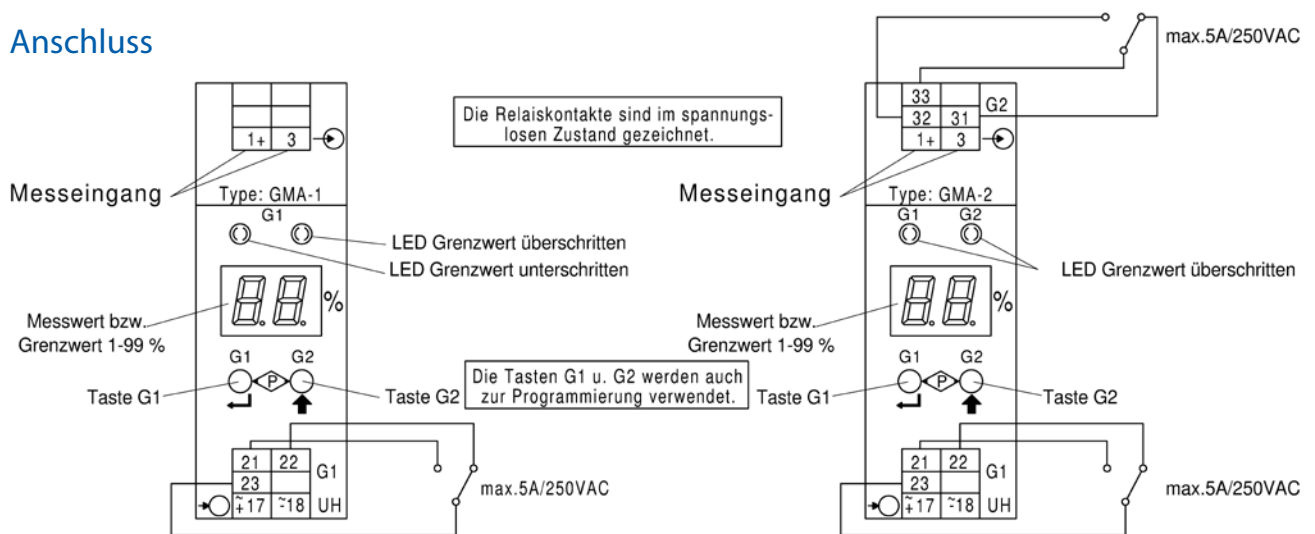 Anschluss
1+ 3
Messeingang
Type: GMA-1
G1
LED Grenzwert überschritten
LED Grenzwert unterschritten
88 %
Messwert bzw.
Grenzwert 1-99 %
G1 G2
P
Taste G1
Taste G2
21 22
23
G1
~+17 ~-18 UH
max.5A/250VAC
Die Relaiskontakte sind im spannungs-
losen Zustand gezeichnet.
Die Tasten G1 u. G2 werden auch
zur Programmierung verwendet.
max.5A/250VAC
33
32 31
G2
1+ 3
Messeingang
Type: GMA-2
G1 G2
LED Grenzwert überschritten
88 %
Messwert bzw.
Grenzwert 1-99 %
G1 G2
P
Taste G1
Taste G2
21 22
23
G1
~+17 ~-18 UH
max.5A/250VAC